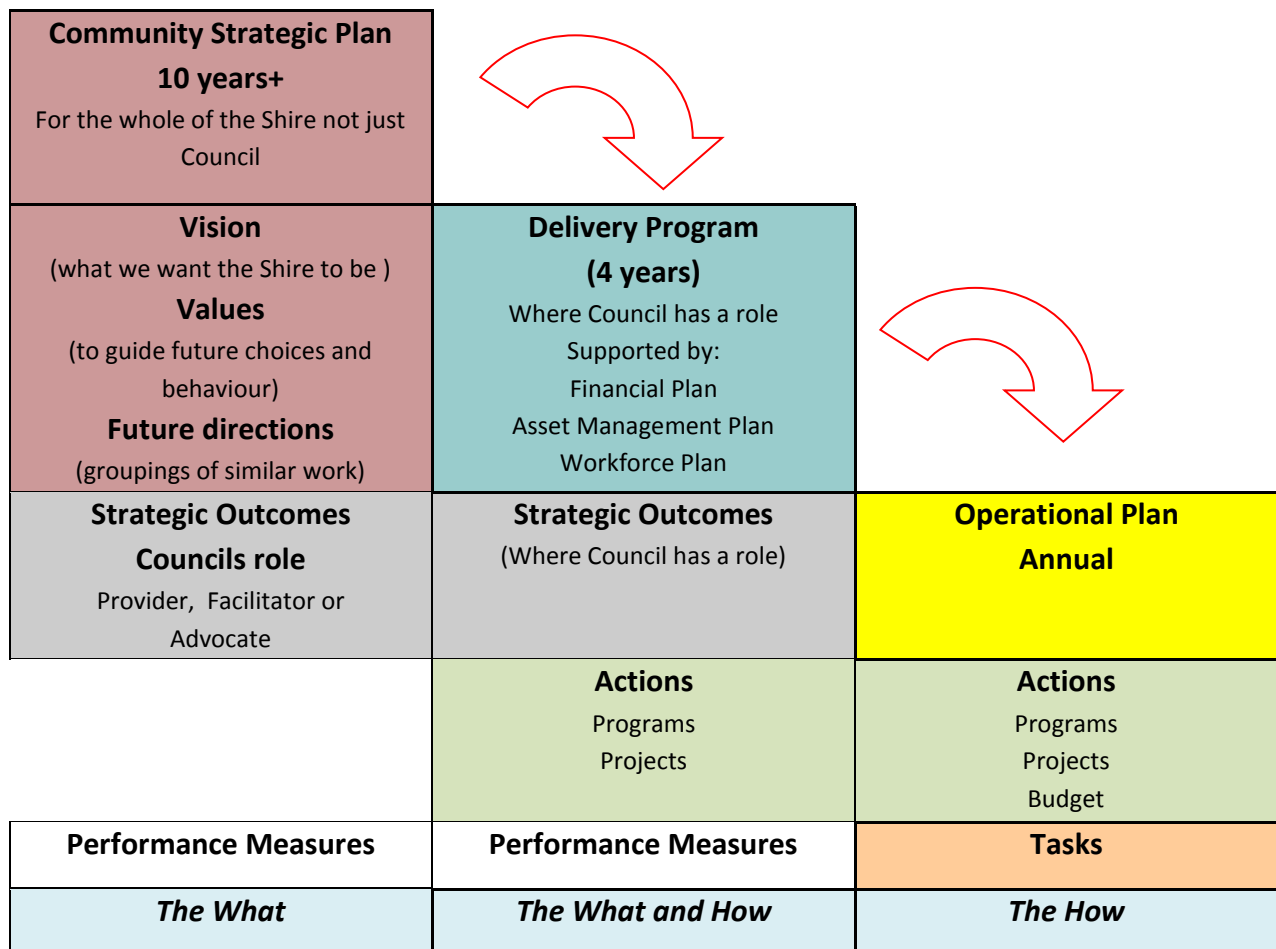 Community Strategic Plan
10 years+
For the whole of the Shire not just
Council
Vision
(what we want the Shire to be )
Values
(to guide future choices and
behaviour)
Future directions
(groupings of similar work)
Delivery Program
(4 years)
Where Council has a role
Supported by:
Financial Plan
Asset Management Plan
Workforce Plan
Strategic Outcomes
Councils role
Provider, Facilitator or
Advocate
Strategic Outcomes
(Where Council has a role)
Operational Plan
Annual
Actions
Programs
Projects
Actions
Programs
Projects
Budget
Performance Measures
Performance Measures
Tasks
The What
The What and How
The How